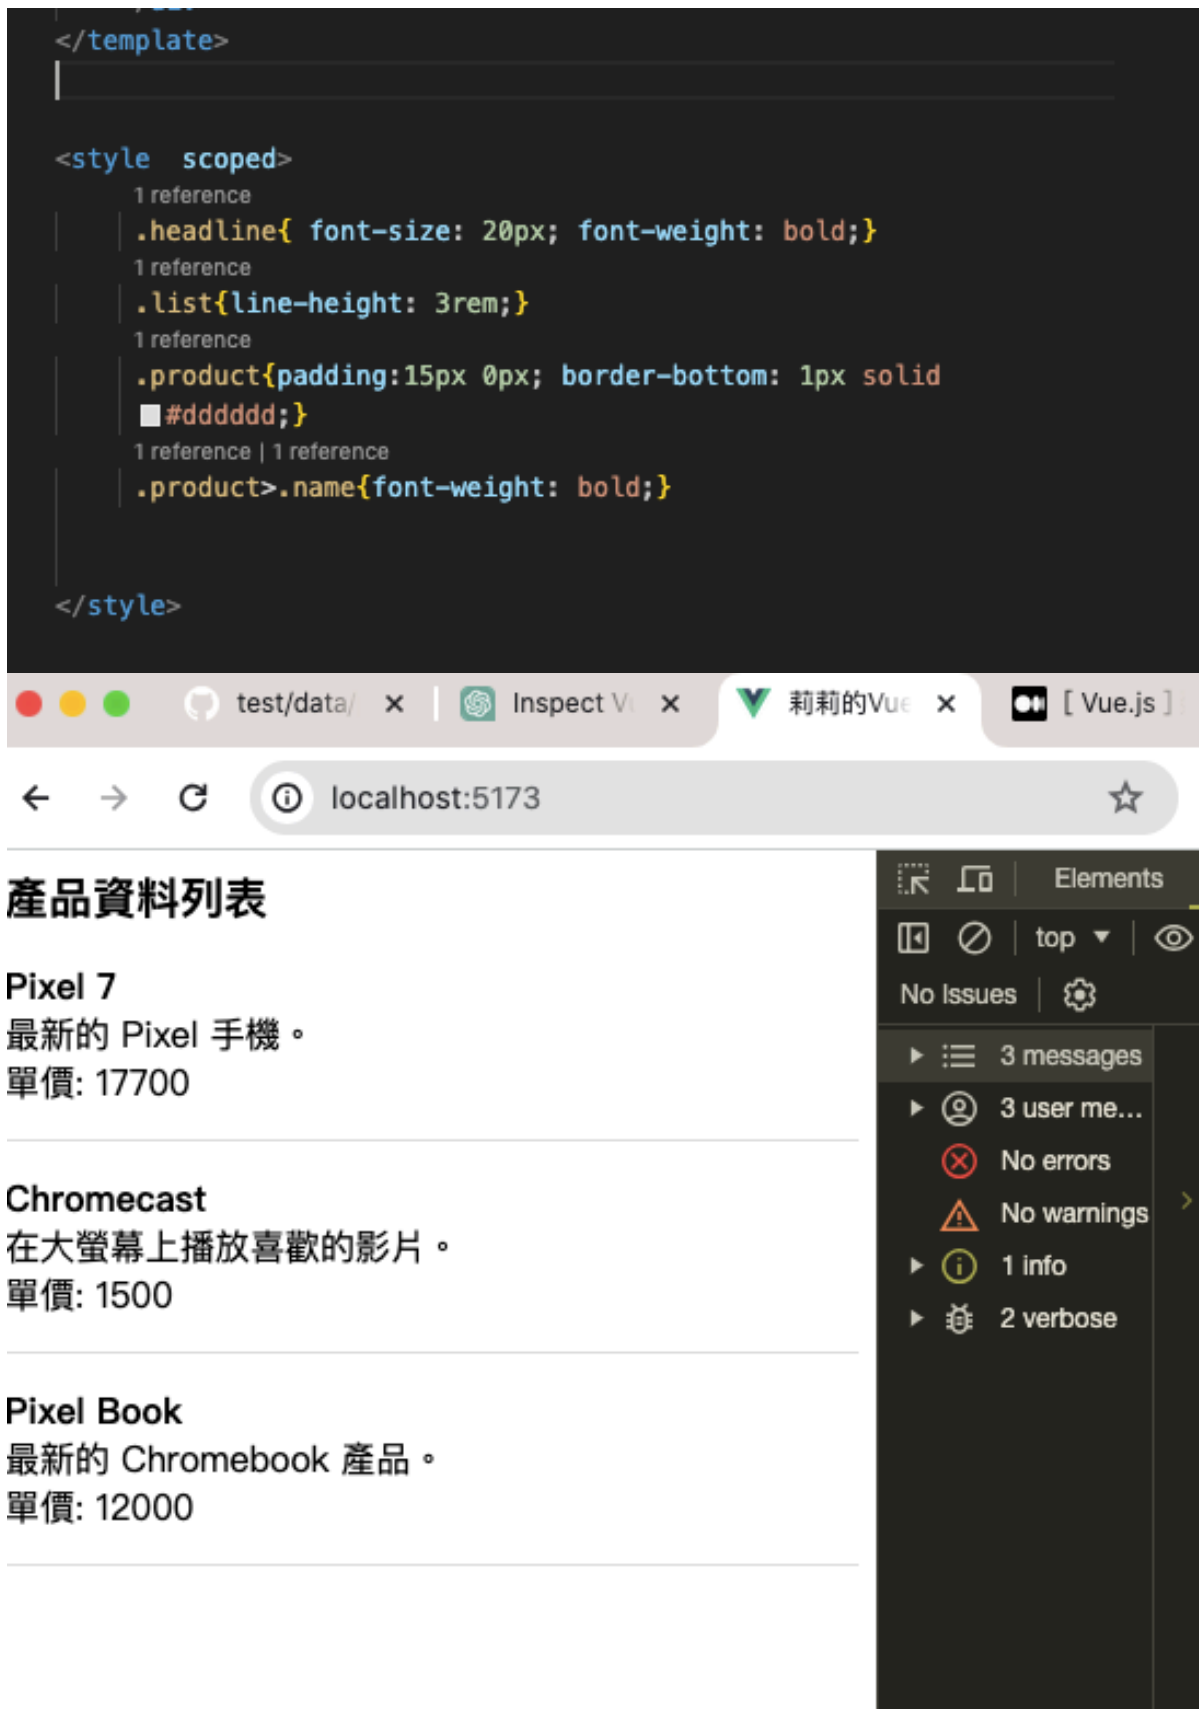 </template>
<style  scoped>
1 reference
.headline{ font-size: 20px; font-weight: bold;}
1 reference
.list{line-height: 3rem;}
1 reference
.product{padding:15px 0px; border-bottom: 1px solid
#dddddd;}
1 reference | 1 reference
.product>.name{font-weight: bold;}
</style>
test/data/
Inspect V
莉莉的Vue
[ Vue.js ]
localhost:5173
產品資料列表
Pixel 7
最新的 Pixel 手機。
單價: 17700
Chromecast
在大螢幕上播放喜歡的影片。
單價: 1500
Pixel Book
最新的 Chromebook 產品。
單價: 12000
Elements
top
No Issues
3 messages
3 user me...
No errors
No warnings
1 info
2 verbose